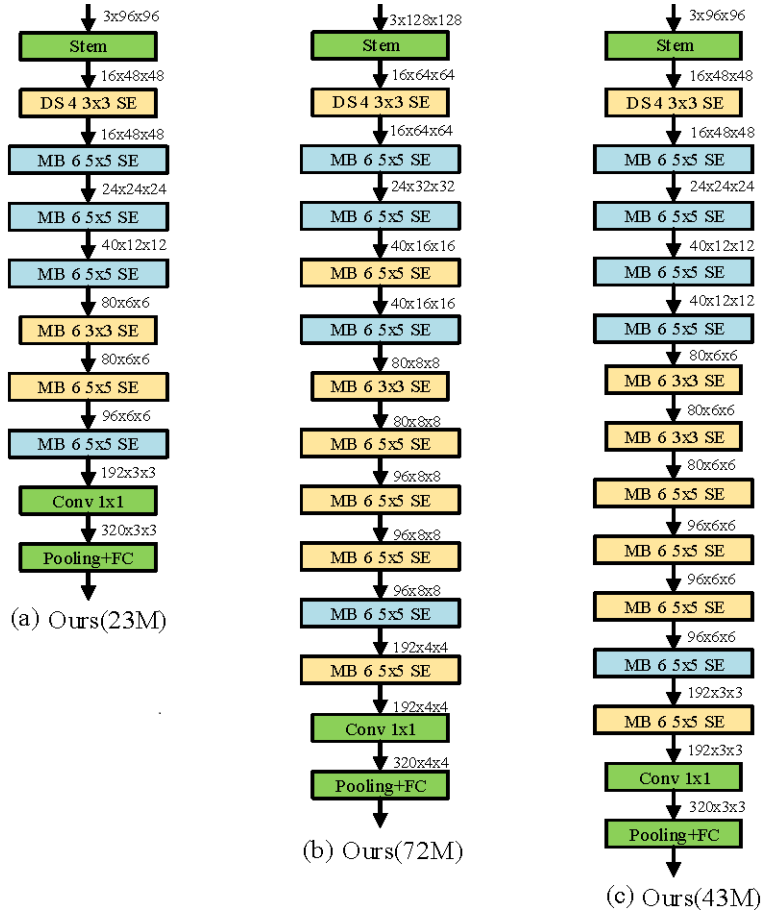 3x96x96
Stem
16x48x48
DS 4 3x3 SE
16x48x48
MB 6 5x5 SE
24x24x24
MB 6 5x5 SE
40x12x12
MB 6 5x5 SE
80x6x6
MB 6 3x3 SE
80x6x6
MB 6 5x5 SE
96x6x6
MB 6 5x5 SE
192x3x3
Conv 1x1
320x3x3
Pooling+FC
(a) Ours(23M)
3x128x128
Stem
16x64x64
DS 4 3x3 SE
16x64x64
MB 6 5x5 SE
24x32x32
MB 6 5x5 SE
40x16x16
MB 6 5x5 SE
40x16x16
MB 6 5x5 SE
80x8x8
MB 6 3x3 SE
80x8x8
MB 6 5x5 SE
96x8x8
MB 6 5x5 SE
96x8x8
MB 6 5x5 SE
96x8x8
MB 6 5x5 SE
192x4x4
MB 6 5x5 SE
192x4x4
Conv 1x1
320x4x4
Pooling+FC
(b) Ours(72M)
3x96x96
Stem
16x48x48
DS 4 3x3 SE
16x48x48
MB 6 5x5 SE
24x24x24
MB 6 5x5 SE
40x12x12
MB 6 5x5 SE
40x12x12
MB 6 5x5 SE
80x6x6
MB 6 3x3 SE
80x6x6
MB 6 3x3 SE
80x6x6
MB 6 5x5 SE
96x6x6
MB 6 5x5 SE
96x6x6
MB 6 5x5 SE
96x6x6
MB 6 5x5 SE
192x3x3
MB 6 5x5 SE
192x3x3
Conv 1x1
320x3x3
Pooling+FC
(c) Ours(43M)